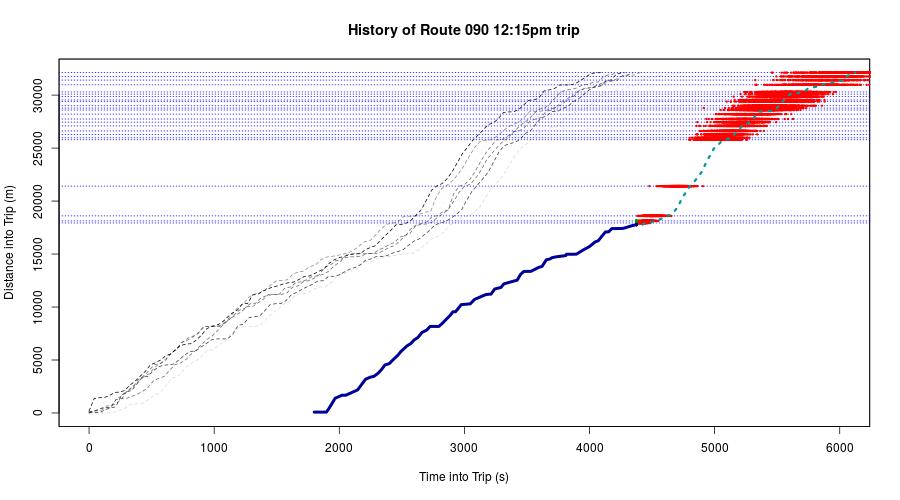 History of Route 090 12:15pm trip
Distance into Trip (m)
30000
25000
20000
15000
10000
5000
0
0 1000 2000 3000 4000 5000 6000
Time into Trip (s)